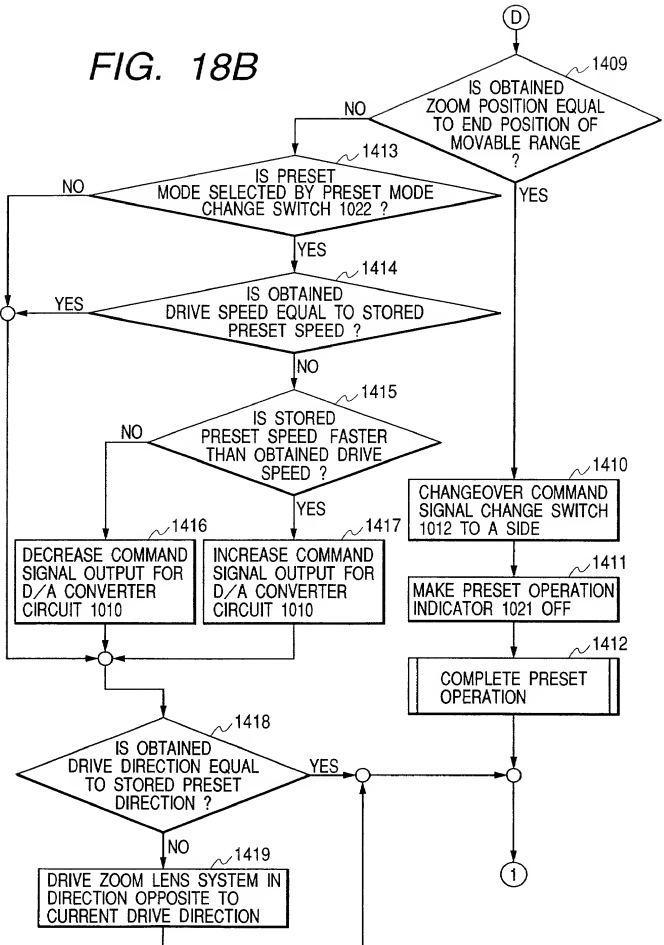 D
FIG. 18B
1409
IS OBTAINED
ZOOM POSITION EQUAL
TO END POSITION OF
MOVABLE RANGE
?
NO
YES
1413
IS PRESET
MODE SELECTED BY PRESET MODE
CHANGE SWITCH 1022 ?
NO
YES
1414
IS OBTAINED
DRIVE SPEED EQUAL TO STORED
PRESET SPEED ?
YES
NO
1415
IS STORED
PRESET SPEED FASTER
THAN OBTAINED DRIVE
SPEED ?
NO
YES
1416
DECREASE COMMAND
SIGNAL OUTPUT FOR
D/A CONVERTER
CIRCUIT 1010
1417
INCREASE COMMAND
SIGNAL OUTPUT FOR
D/A CONVERTER
CIRCUIT 1010
1410
CHANGEOVER COMMAND
SIGNAL CHANGE SWITCH
1012 TO A SIDE
1411
MAKE PRESET OPERATION
INDICATOR 1021 OFF
1412
COMPLETE PRESET
OPERATION
1418
IS OBTAINED
DRIVE DIRECTION EQUAL
TO STORED PRESET
DIRECTION ?
YES
NO
1419
DRIVE ZOOM LENS SYSTEM IN
DIRECTION OPPOSITE TO
CURRENT DRIVE DIRECTION
1